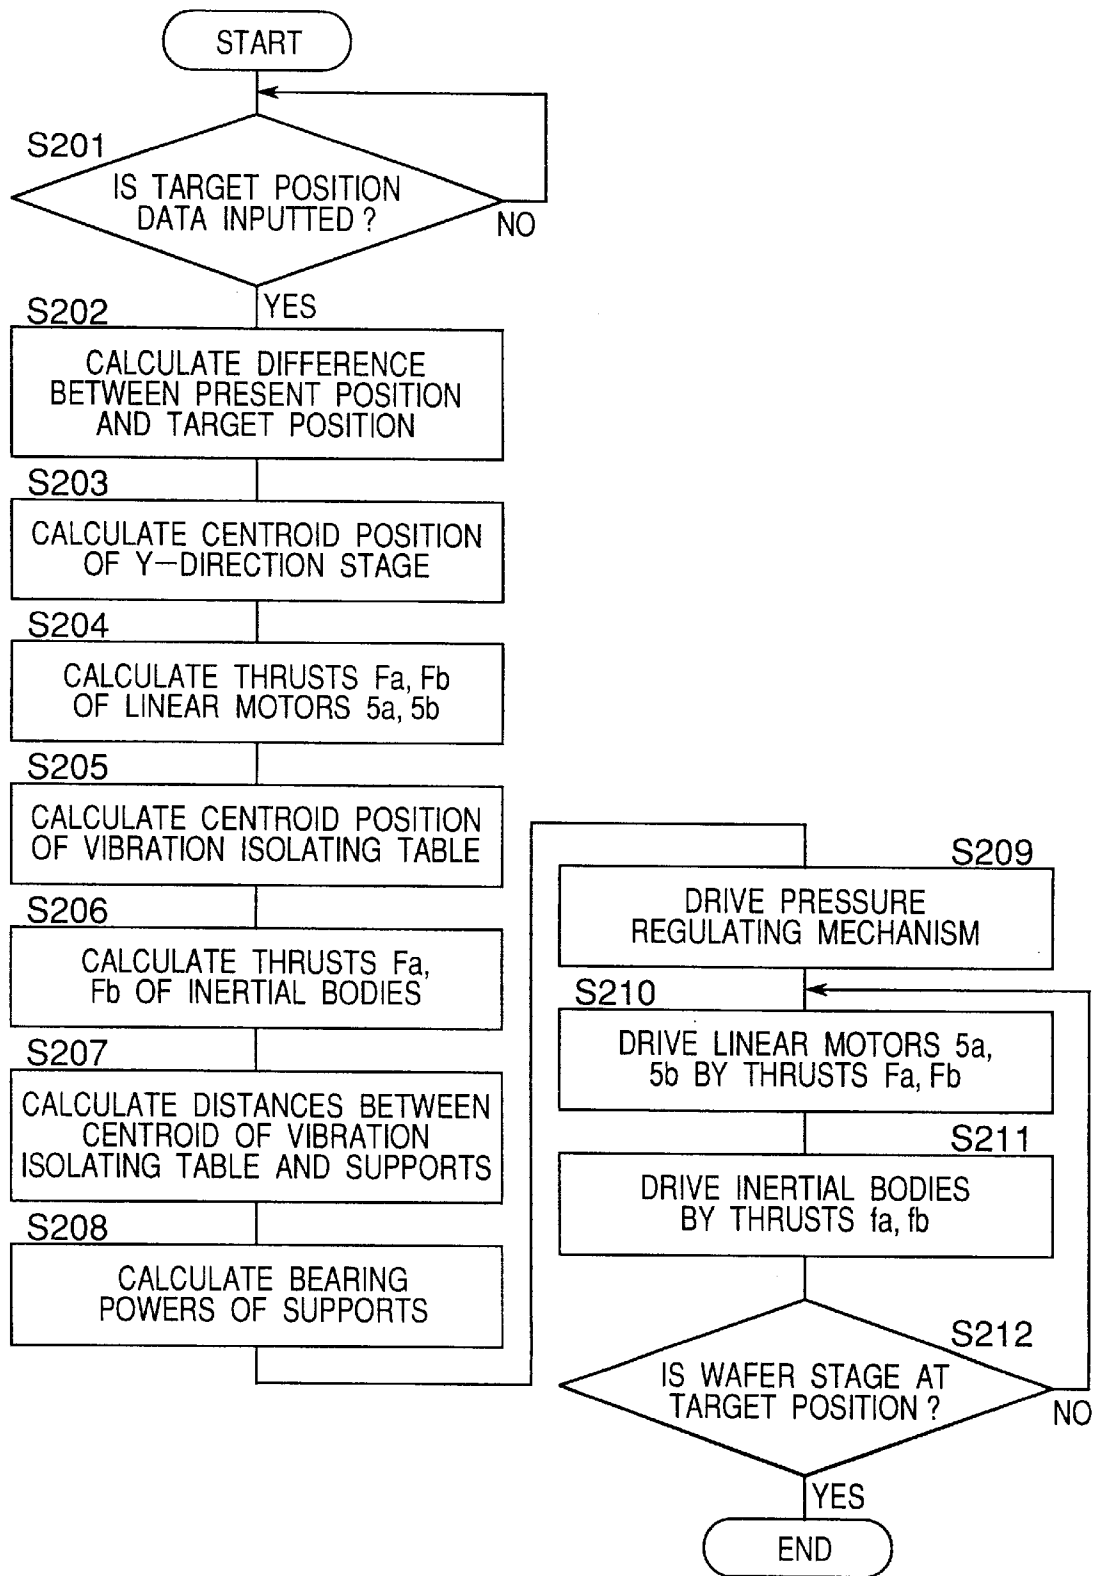 START
S201
IS TARGET POSITION
DATA INPUTTED ?
NO
YES
S202
CALCULATE DIFFERENCE
BETWEEN PRESENT POSITION
AND TARGET POSITION
S203
CALCULATE CENTROID POSITION
OF Y-DIRECTION STAGE
S204
CALCULATE THRUSTS Fa, Fb
OF LINEAR MOTORS 5a, 5b
S205
CALCULATE CENTROID POSITION
OF VIBRATION ISOLATING TABLE
S206
CALCULATE THRUSTS Fa,
Fb OF INERTIAL BODIES
S207
CALCULATE DISTANCES BETWEEN
CENTROID OF VIBRATION
ISOLATING TABLE AND SUPPORTS
S208
CALCULATE BEARING
POWERS OF SUPPORTS
S209
DRIVE PRESSURE
REGULATING MECHANISM
S210
DRIVE LINEAR MOTORS 5a,
5b BY THRUSTS Fa, Fb
S211
DRIVE INERTIAL BODIES
BY THRUSTS fa, fb
S212
IS WAFER STAGE AT
TARGET POSITION ?
NO
YES
END